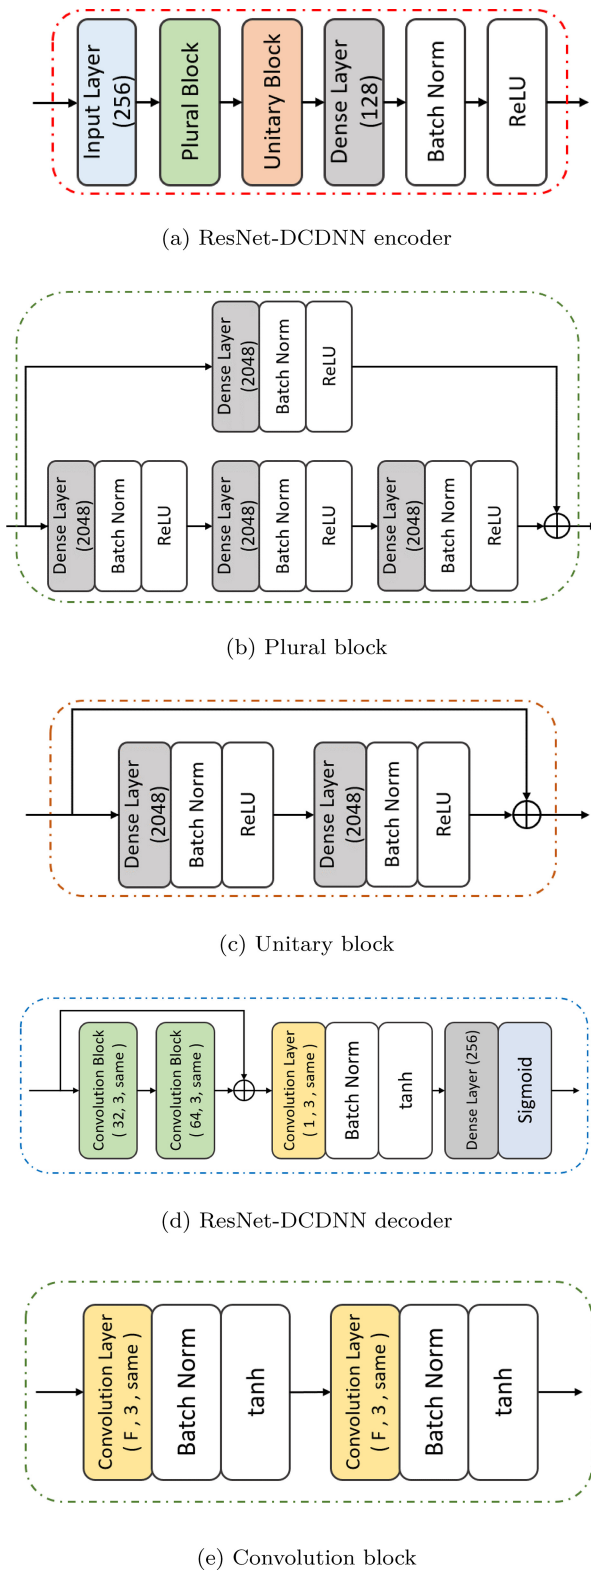 Input Layer
(256)
Plural Block
Unitary Block
Dense Layer
(128)
Batch Norm
ReLU
(a) ResNet-DCDNN encoder
Dense Layer
(2048)
Batch Norm
ReLU
Dense Layer
(2048)
Batch Norm
ReLU
Dense Layer
(2048)
Batch Norm
ReLU
Dense Layer
(2048)
Batch Norm
ReLU
(b) Plural block
Dense Layer
(2048)
Batch Norm
ReLU
Dense Layer
(2048)
Batch Norm
ReLU
(c) Unitary block
Convolution Block
( 32, 3, same )
Convolution Block
( 64, 3, same )
Convolution Layer
( 1 , 3 , same )
Batch Norm
tanh
Dense Layer (256)
Sigmoid
(d) ResNet-DCDNN decoder
Convolution Layer
( F , 3 , same )
Batch Norm
tanh
Convolution Layer
( F , 3 , same )
Batch Norm
tanh
(e) Convolution block